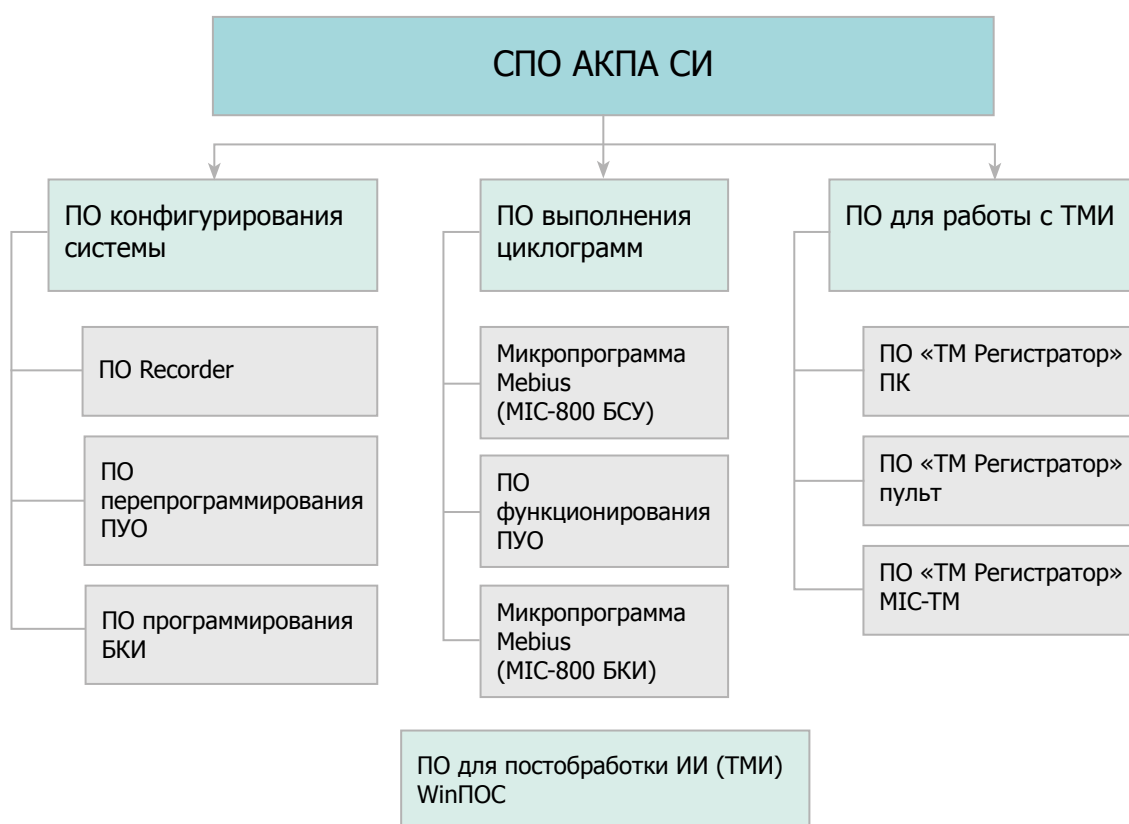 СПО АКПА СИ
ПО конфигурирования
системы
ПО Recorder
ПО
перепрограммирования
ПУО
ПО программирования
БКИ
ПО выполнения
циклограмм
Микропрограмма
Mebius
(MIC-800 БСУ)
ПО
функционирования
ПУО
Микропрограмма
Mebius
(MIC-800 БКИ)
ПО для работы с ТМИ
ПО «ТМ Регистратор»
ПК
ПО «ТМ Регистратор»
пульт
ПО «ТМ Регистратор»
MIC-ТМ
ПО для постобработки ИИ (ТМИ)
WinПОС